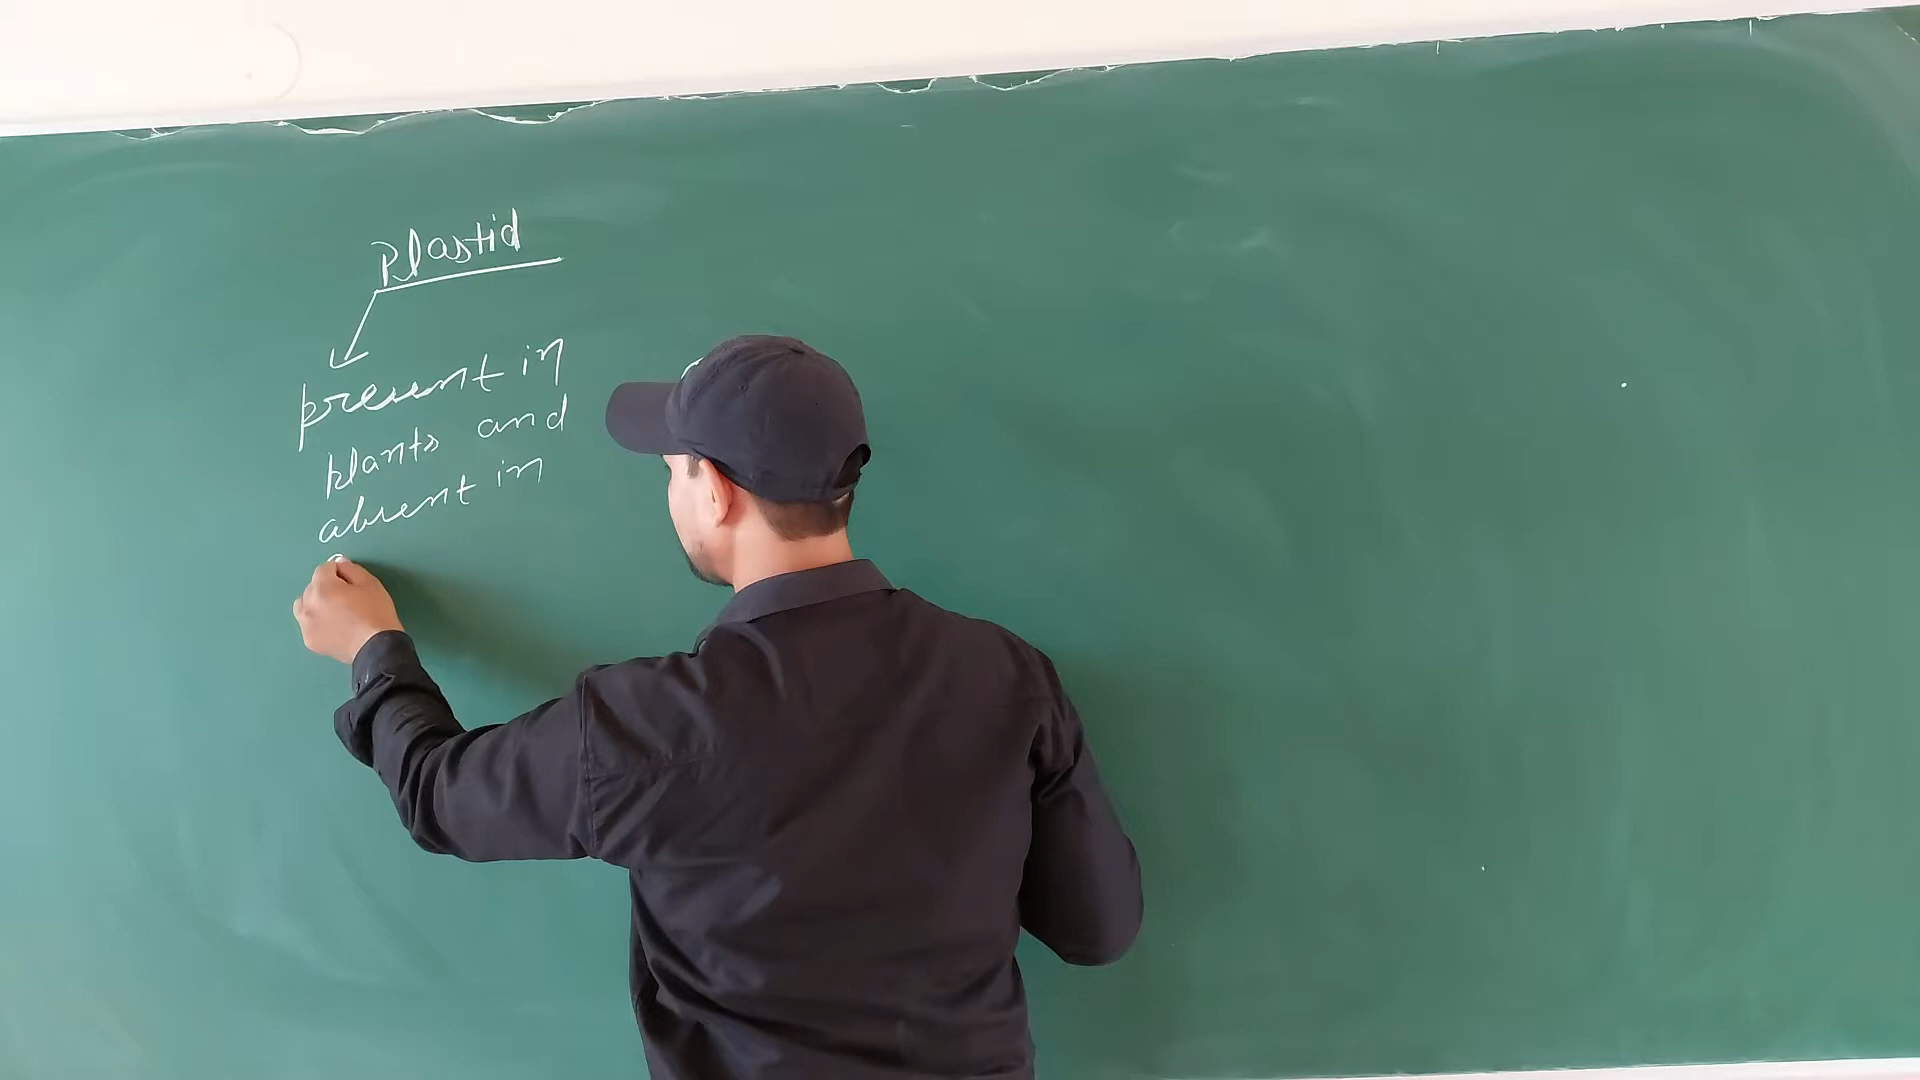 Plastid
present in
plants and
absent in